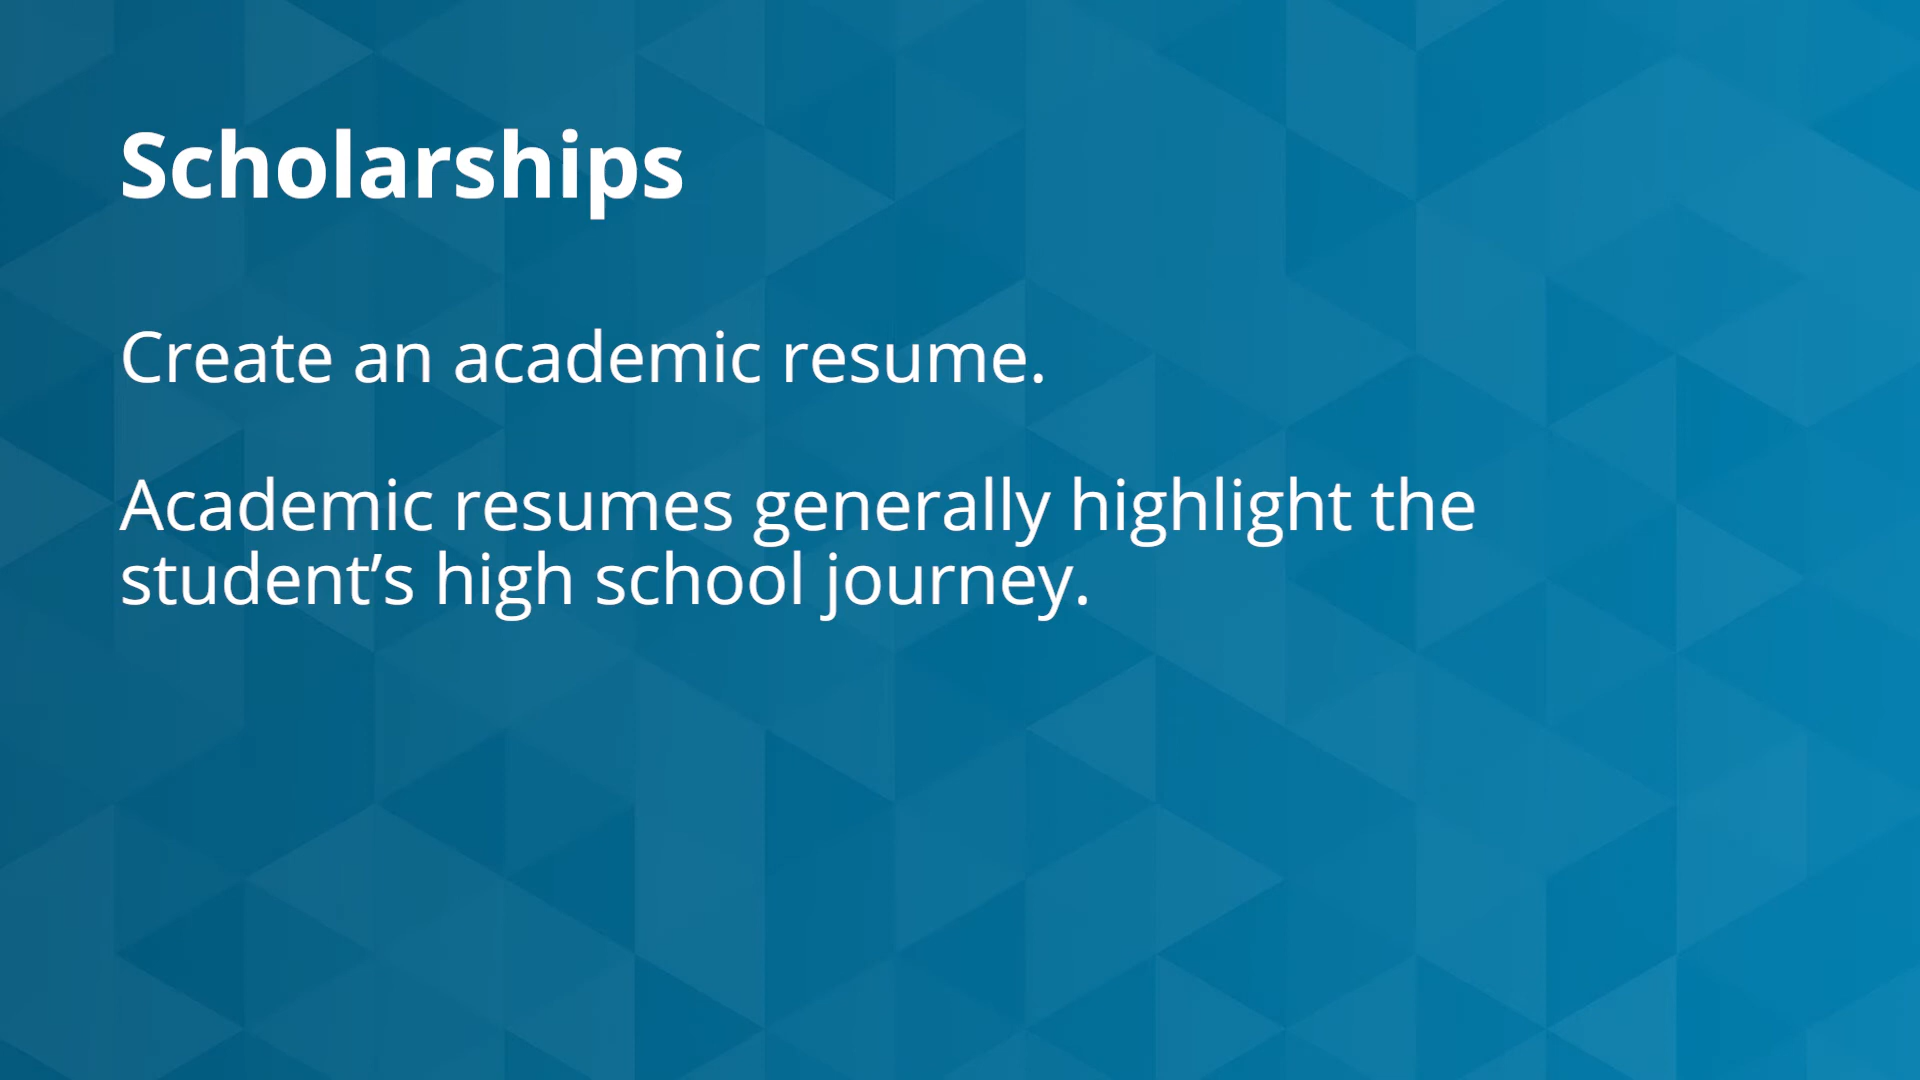 Scholarships
Create an academic resume.
Academic resumes generally highlight the
student’s high school journey.